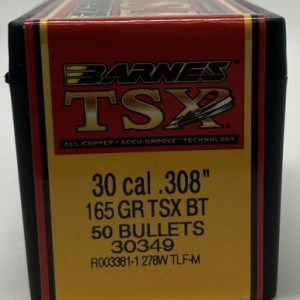 BARNES
TSX
ALL-COPPER • ACCU-GROOVE™ TECHNOLOGY
30 cal .308"
165 GR TSX BT
50 BULLETS
30349
R003381-1 278W TLF-M